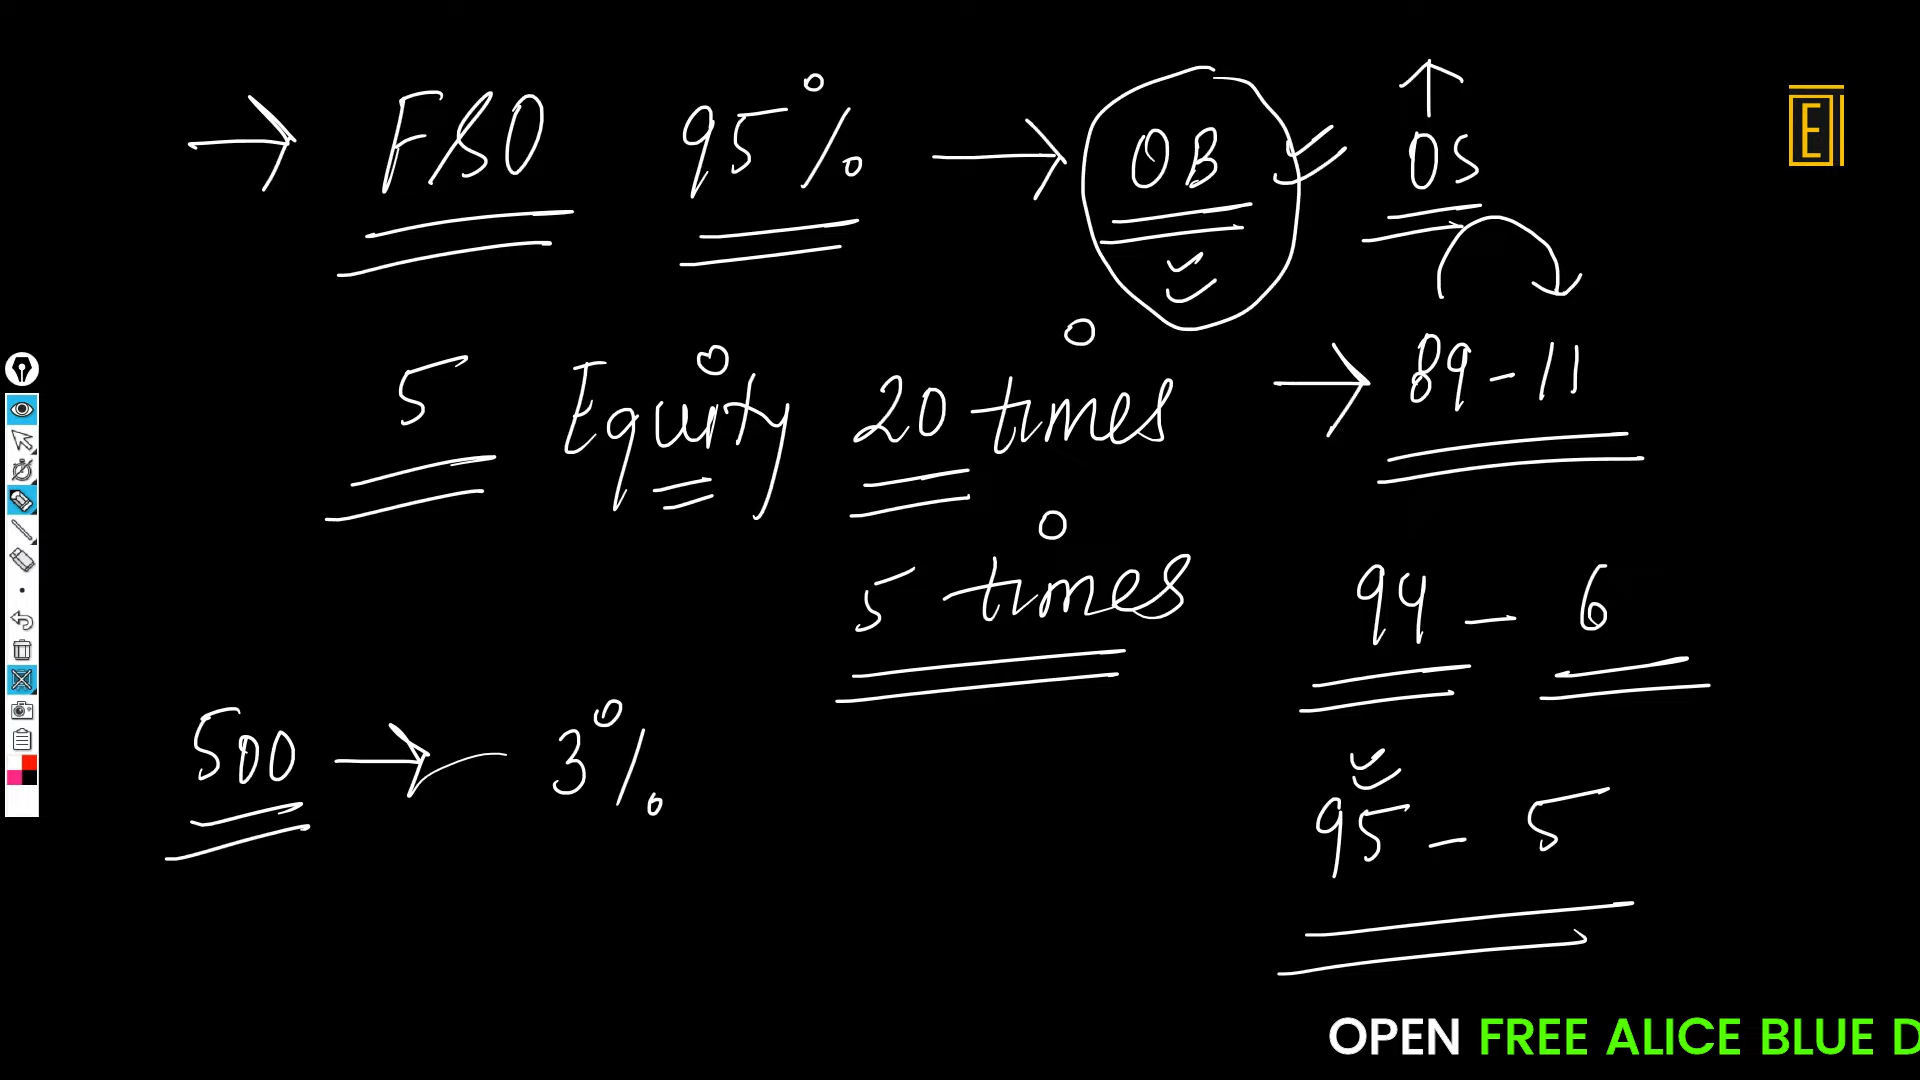 → F&O 95% → OB OS ↑
5 Equity 20 times → 89-11
5 times 94 - 6
500 → 3%
95 - 5
E
OPEN FREE ALICE BLUE D